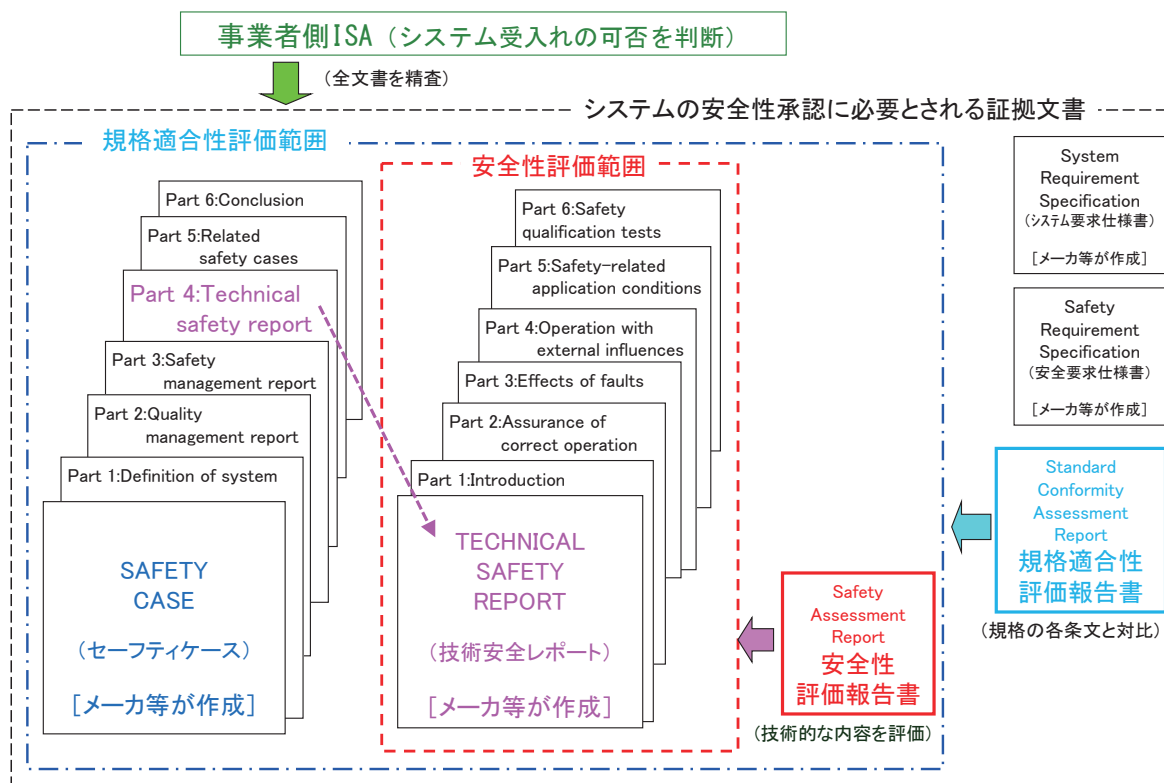 事業者側ISA（システム受入れの可否を判断）
（全文書を精査）
システムの安全性承認に必要とされる証拠文書
規格適合性評価範囲
Part 6:Conclusion
Part 5:Related
safety cases
Part 4:Technical
safety report
Part 3:Safety
management report
Part 2:Quality
management report
Part 1:Definition of system
SAFETY
CASE
（セーフティケース）
［メーカ等が作成］
安全性評価範囲
Part 6:Safety
qualification tests
Part 5:Safety-related
application conditions
Part 4:Operation with
external influences
Part 3:Effects of faults
Part 2:Assurance of
correct operation
Part 1:Introduction
TECHNICAL
SAFETY
REPORT
（技術安全レポート）
［メーカ等が作成］
Safety
Assessment
Report
安全性
評価報告書
（技術的な内容を評価）
System
Requirement
Specification
（システム要求仕様書）
［メーカ等が作成］
Safety
Requirement
Specification
（安全要求仕様書）
［メーカ等が作成］
Standard
Conformity
Assessment
Report
規格適合性
評価報告書
（規格の各条文と対比）